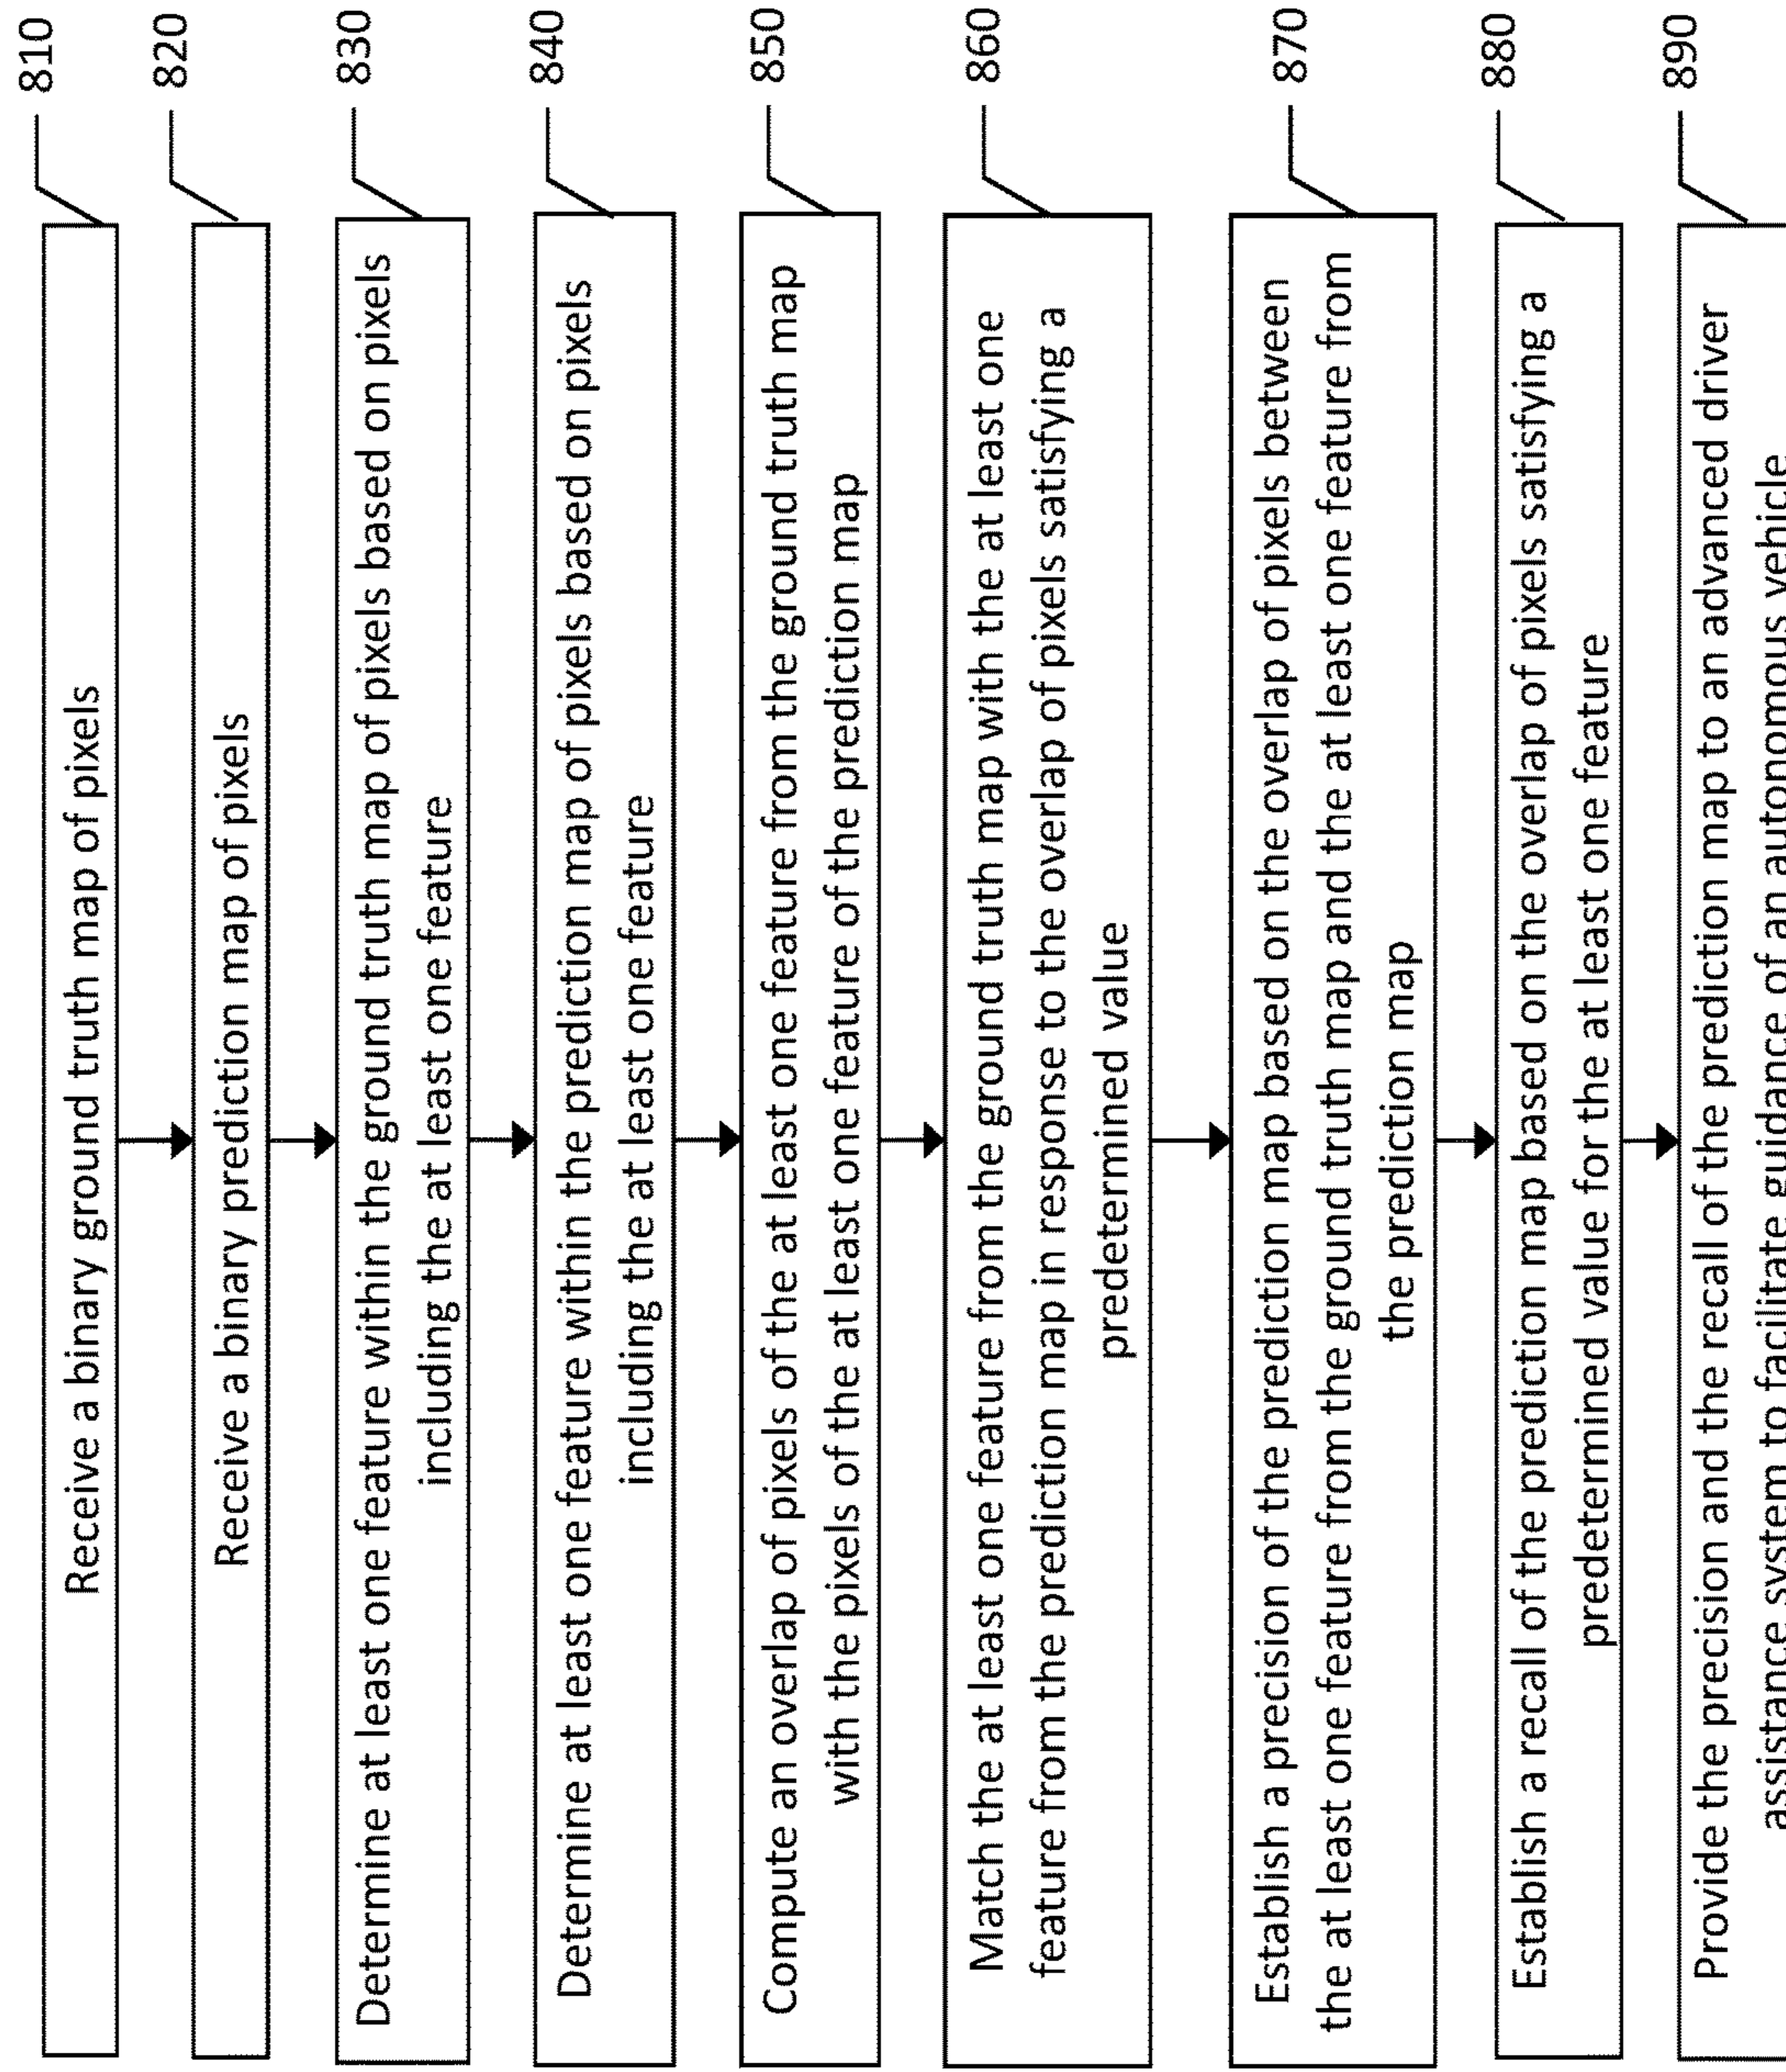 810
Receive a binary ground truth map of pixels
820
Receive a binary prediction map of pixels
830
Determine at least one feature within the ground truth map of pixels based on pixels
including the at least one feature
840
Determine at least one feature within the prediction map of pixels based on pixels
including the at least one feature
850
Compute an overlap of pixels of the at least one feature from the ground truth map
with the pixels of the at least one feature of the prediction map
860
Match the at least one feature from the ground truth map with the at least one
feature from the prediction map in response to the overlap of pixels satisfying a
predetermined value
870
Establish a precision of the prediction map based on the overlap of pixels between
the at least one feature from the ground truth map and the at least one feature from
the prediction map
880
Establish a recall of the prediction map based on the overlap of pixels satisfying a
predetermined value for the at least one feature
890
Provide the precision and the recall of the prediction map to an advanced driver
assistance system to facilitate guidance of an autonomous vehicle